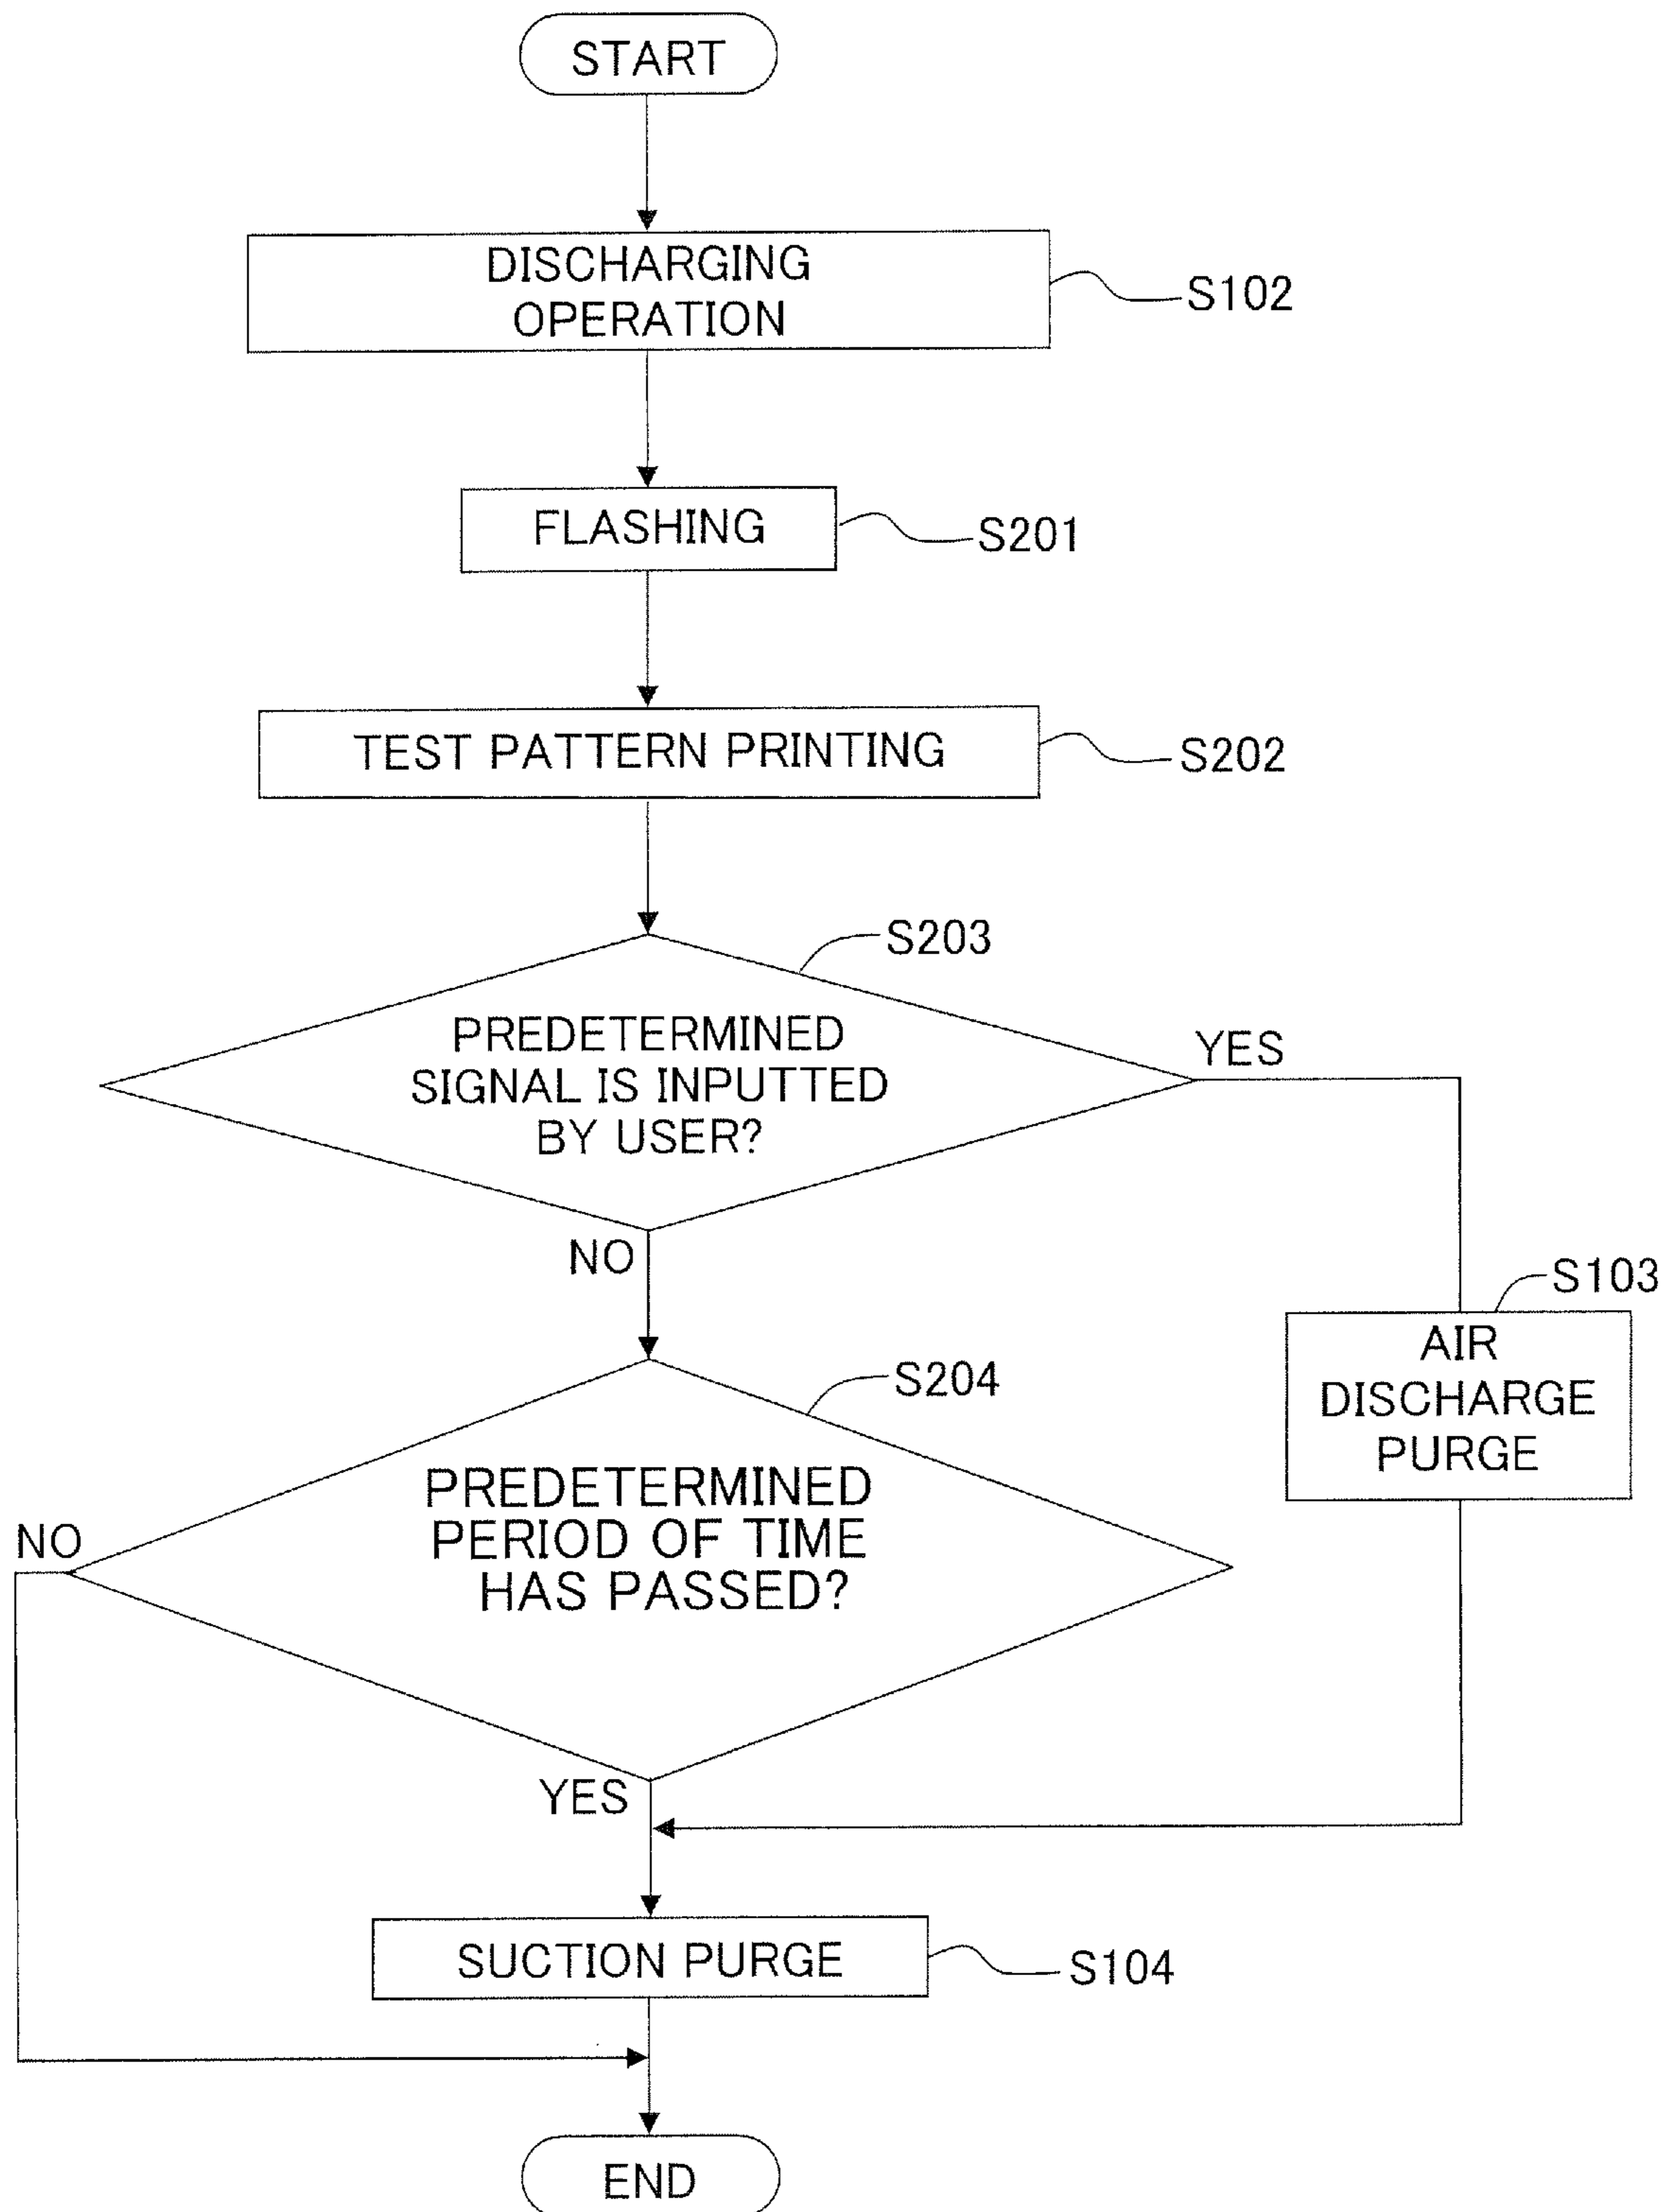 START
DISCHARGING
OPERATION
S102
FLASHING
S201
TEST PATTERN PRINTING
S202
S203
PREDETERMINED
SIGNAL IS INPUTTED
BY USER?
YES
NO
S103
AIR
DISCHARGE
PURGE
S204
PREDETERMINED
PERIOD OF TIME
HAS PASSED?
NO
YES
SUCTION PURGE
S104
END